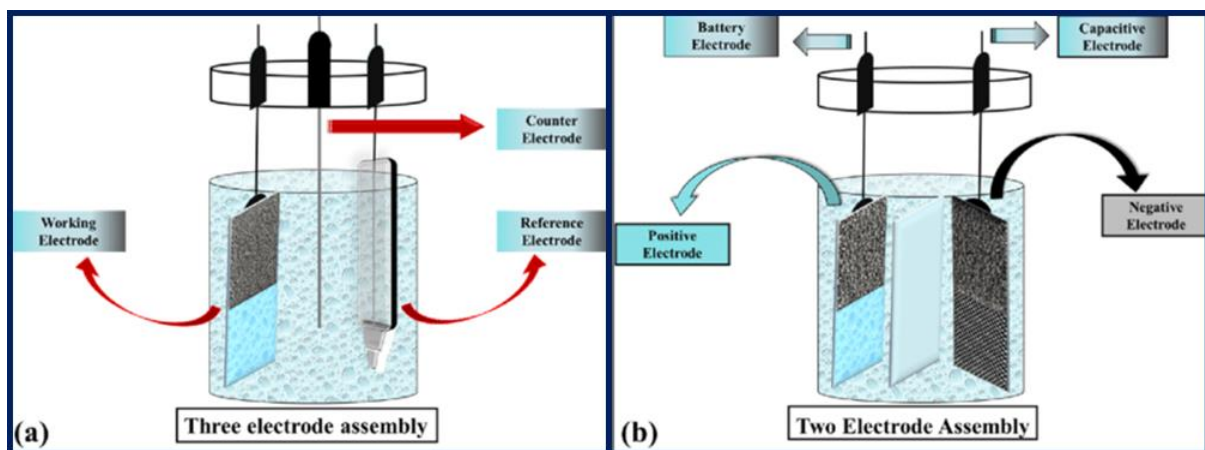 Counter
Electrode
Working
Electrode
Reference
Electrode
(a)
Three electrode assembly
Battery
Electrode
Capacitive
Electrode
Positive
Electrode
Negative
Electrode
(b)
Two Electrode Assembly